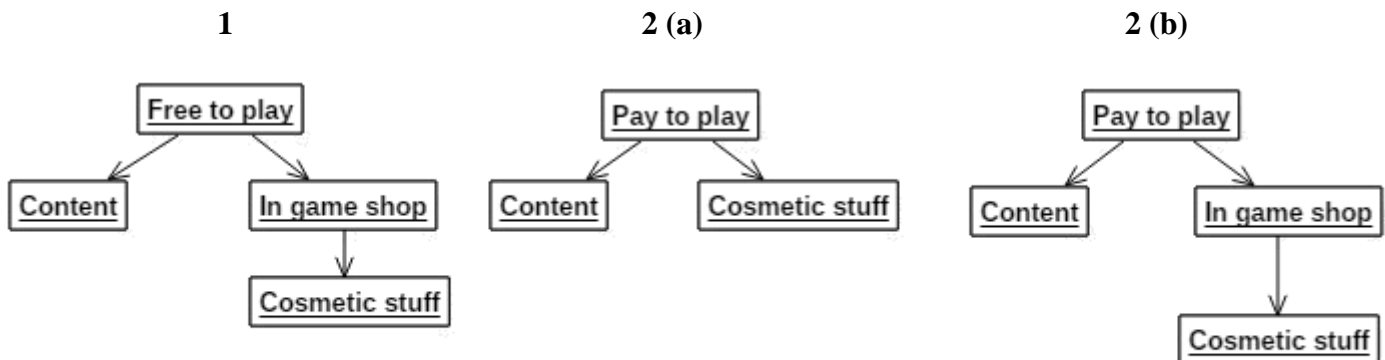 1
2 (a)
2 (b)
Free to play
Content
In game shop
Cosmetic stuff
Pay to play
Content
Cosmetic stuff
Pay to play
Content
In game shop
Cosmetic stuff